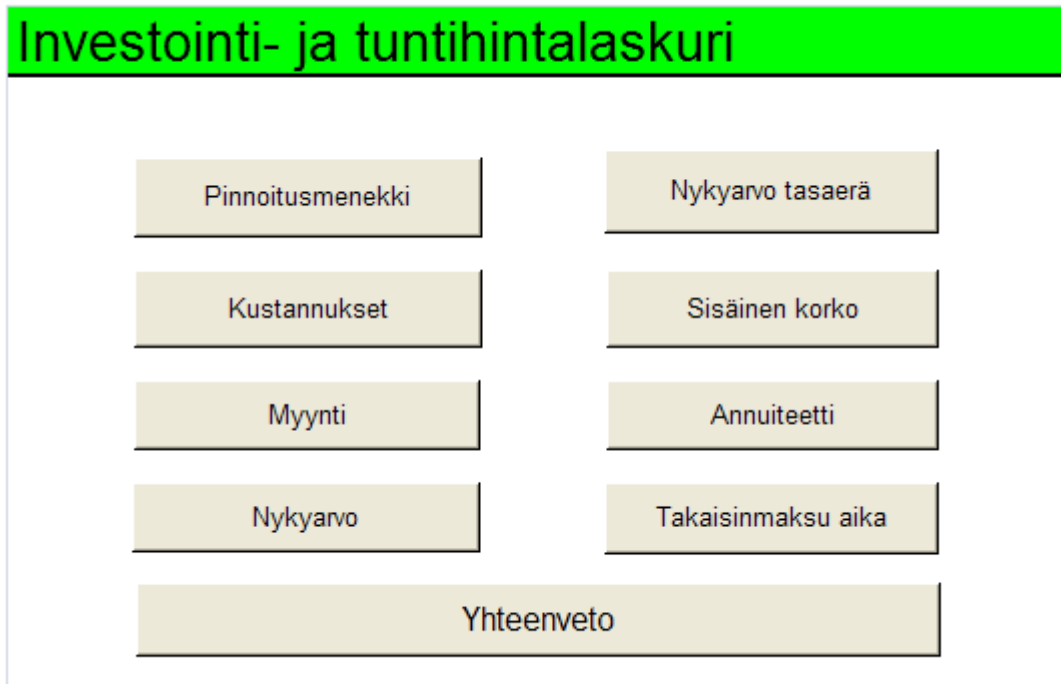 Investointi- ja tuntihintalaskuri
Pinnoitusmenekki
Nykyarvo tasaerä
Kustannukset
Sisäinen korko
Myynti
Annuiteetti
Nykyarvo
Takaisinmaksu aika
Yhteenveto